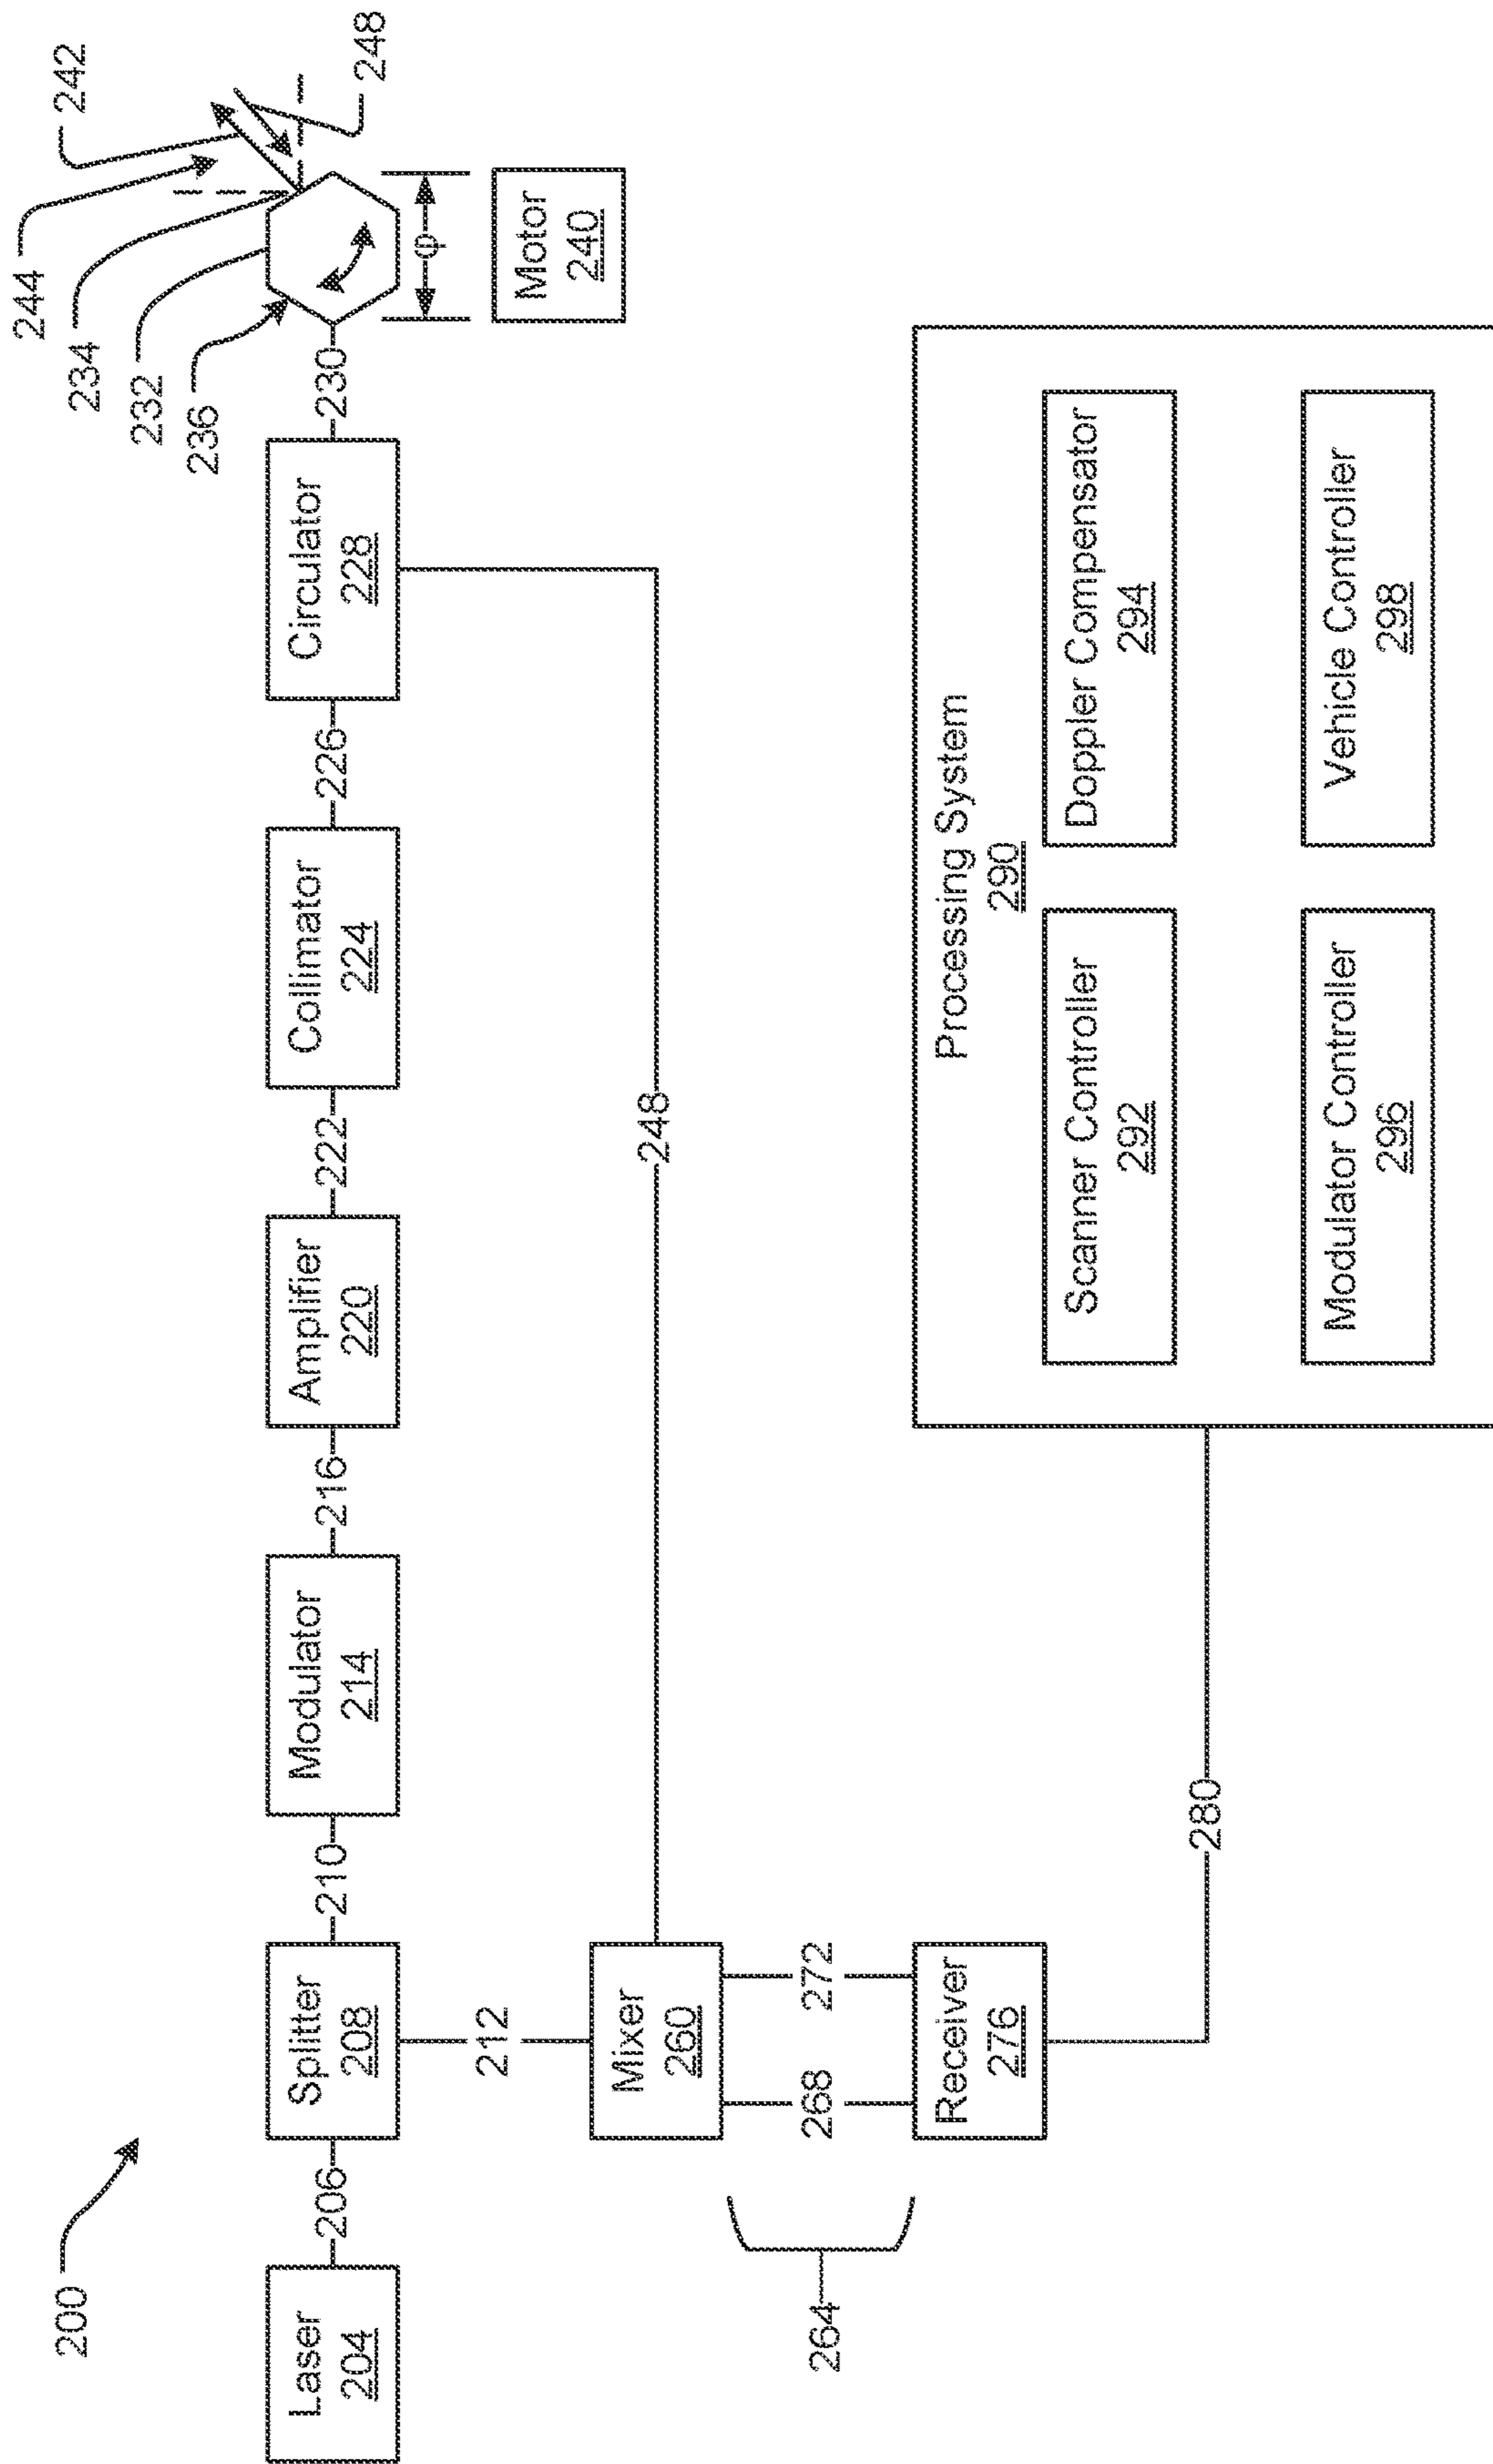 200
Laser
204
206
Splitter
208
210
Modulator
214
216
Amplifier
220
222
Collimator
224
226
Circulator
228
230
236
232
234
244
242
248
φ
Motor
240
212
248
Mixer
260
264
268
272
Receiver
276
280
Processing System
290
Scanner Controller
292
Doppler Compensator
294
Modulator Controller
296
Vehicle Controller
298